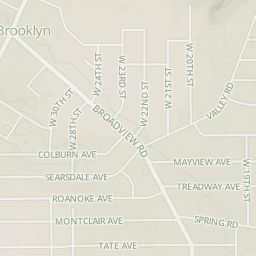 Brooklyn
W 24TH ST
W 23RD ST
W 22ND ST
W 21ST ST
W 20TH ST
W 30TH ST
W 28TH ST
BROADVIEW RD
VALLEY RD
COLBURN AVE
MAYVIEW AVE
SEARSDALE AVE
TREADWAY AVE
W 19TH ST
ROANOKE AVE
MONTCLAIR AVE
SPRING RD
TATE AVE